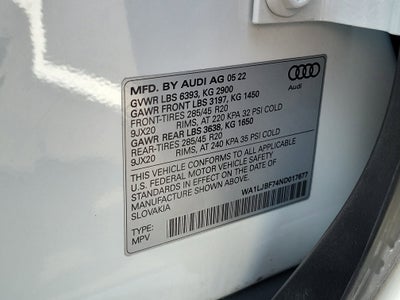 MFD. BY AUDI AG 05 22
GVWR LBS 6393, KG 2900
GAWR FRONT LBS 3197, KG 1450
FRONT-TIRES 285/45 R20
9JX20 RIMS, AT 220 KPA 32 PSI COLD
GAWR REAR LBS 3638, KG 1650
REAR-TIRES 285/45 R20
9JX20 RIMS, AT 240 KPA 35 PSI COLD
THIS VEHICLE CONFORMS TO ALL APPLICABLE
U.S. FEDERAL MOTOR VEHICLE SAFETY
STANDARDS IN EFFECT ON THE DATE OF
MANUFACTURE SHOWN ABOVE.
SLOVAKIA
WA1LJBF74ND017677
TYPE:
MPV
Audi